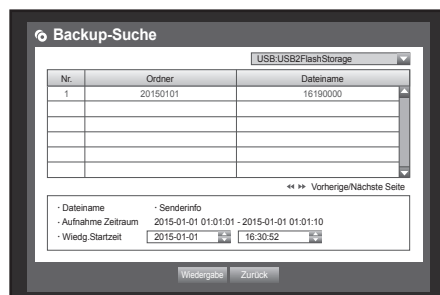 Backup-Suche
USB:USB2FlashStorage
Nr. Ordner Dateiname
1 20150101 16190000
Vorherige/Nächste Seite
· Dateiname · Senderinfo
· Aufnahme Zeitraum 2015-01-01 01:01:01 - 2015-01-01 01:01:10
· Wiedg.Startzeit 2015-01-01 16:30:52
Wiedergabe Zurück